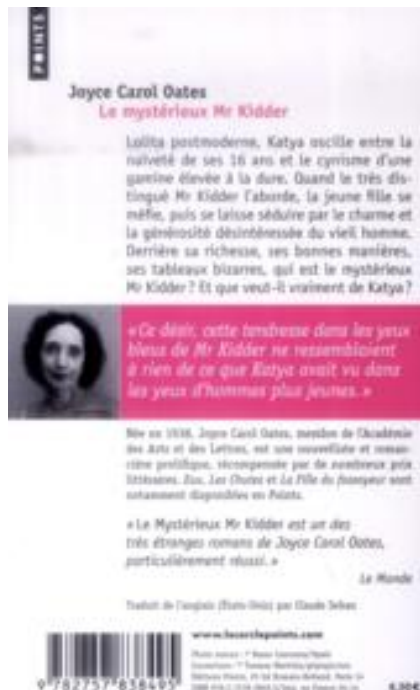 POINTS
Joyce Carol Oates
Le mystérieux Mr Kidder
Lolita postmoderne, Katya oscille entre la
naïveté de ses 16 ans et le cynisme d'une
gamine élevée à la dure. Quand le très dis-
tingué Mr Kidder l'aborde, la jeune fille se
méfie, puis se laisse séduire par le charme et
la générosité désintéressée du vieil homme.
Derrière sa richesse, ses bonnes manières,
ses tableaux bizarres, qui est le mystérieux
Mr Kidder ? Et que veut-il vraiment de Katya ?
« Ce désir, cette tendresse dans les yeux
bleus de Mr Kidder ne ressemblaient
à rien de ce que Katya avait vu dans
les yeux d'hommes plus jeunes. »
Née en 1938, Joyce Carol Oates, membre de l'Académie
des Arts et des Lettres, est une nouvelliste et roman-
cière prolifique, récompensée par de nombreux prix
littéraires. Les Chutes et La Fille du fossoyeur sont
notamment disponibles en Points.
« Le Mystérieux Mr Kidder est un des
très étranges romans de Joyce Carol Oates,
particulièrement réussi. »
Le Monde
Traduit de l'anglais (États-Unis) par Claude Seban
www.lecerclepoints.com
9 782757 838495